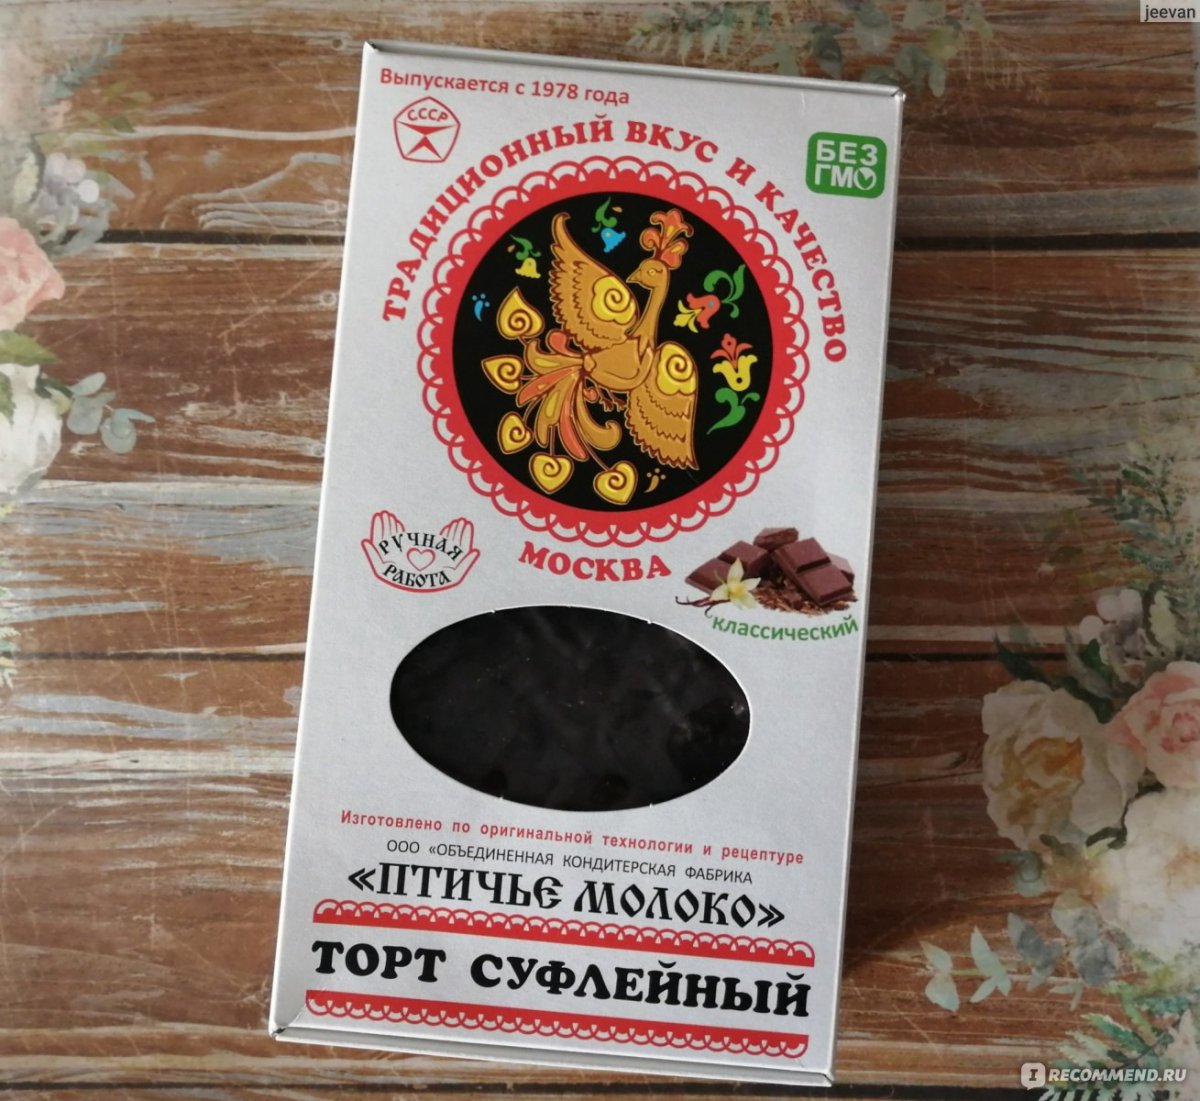 jeevan
Выпускается с 1978 года
СССР
ТРАДИЦИОННЫЙ ВКУС И КАЧЕСТВО
БЕЗ
ГМО
МОСКВА
РУЧНАЯ
РАБОТА
классический
Изготовлено по оригинальной технологии и рецептуре
ООО «ОБЪЕДИНЕННАЯ КОНДИТЕРСКАЯ ФАБРИКА
«ПТИЧЬЕ МОЛОКО»
ТОРТ СУФЛЕЙНЫЙ
IRECOMMEND.RU